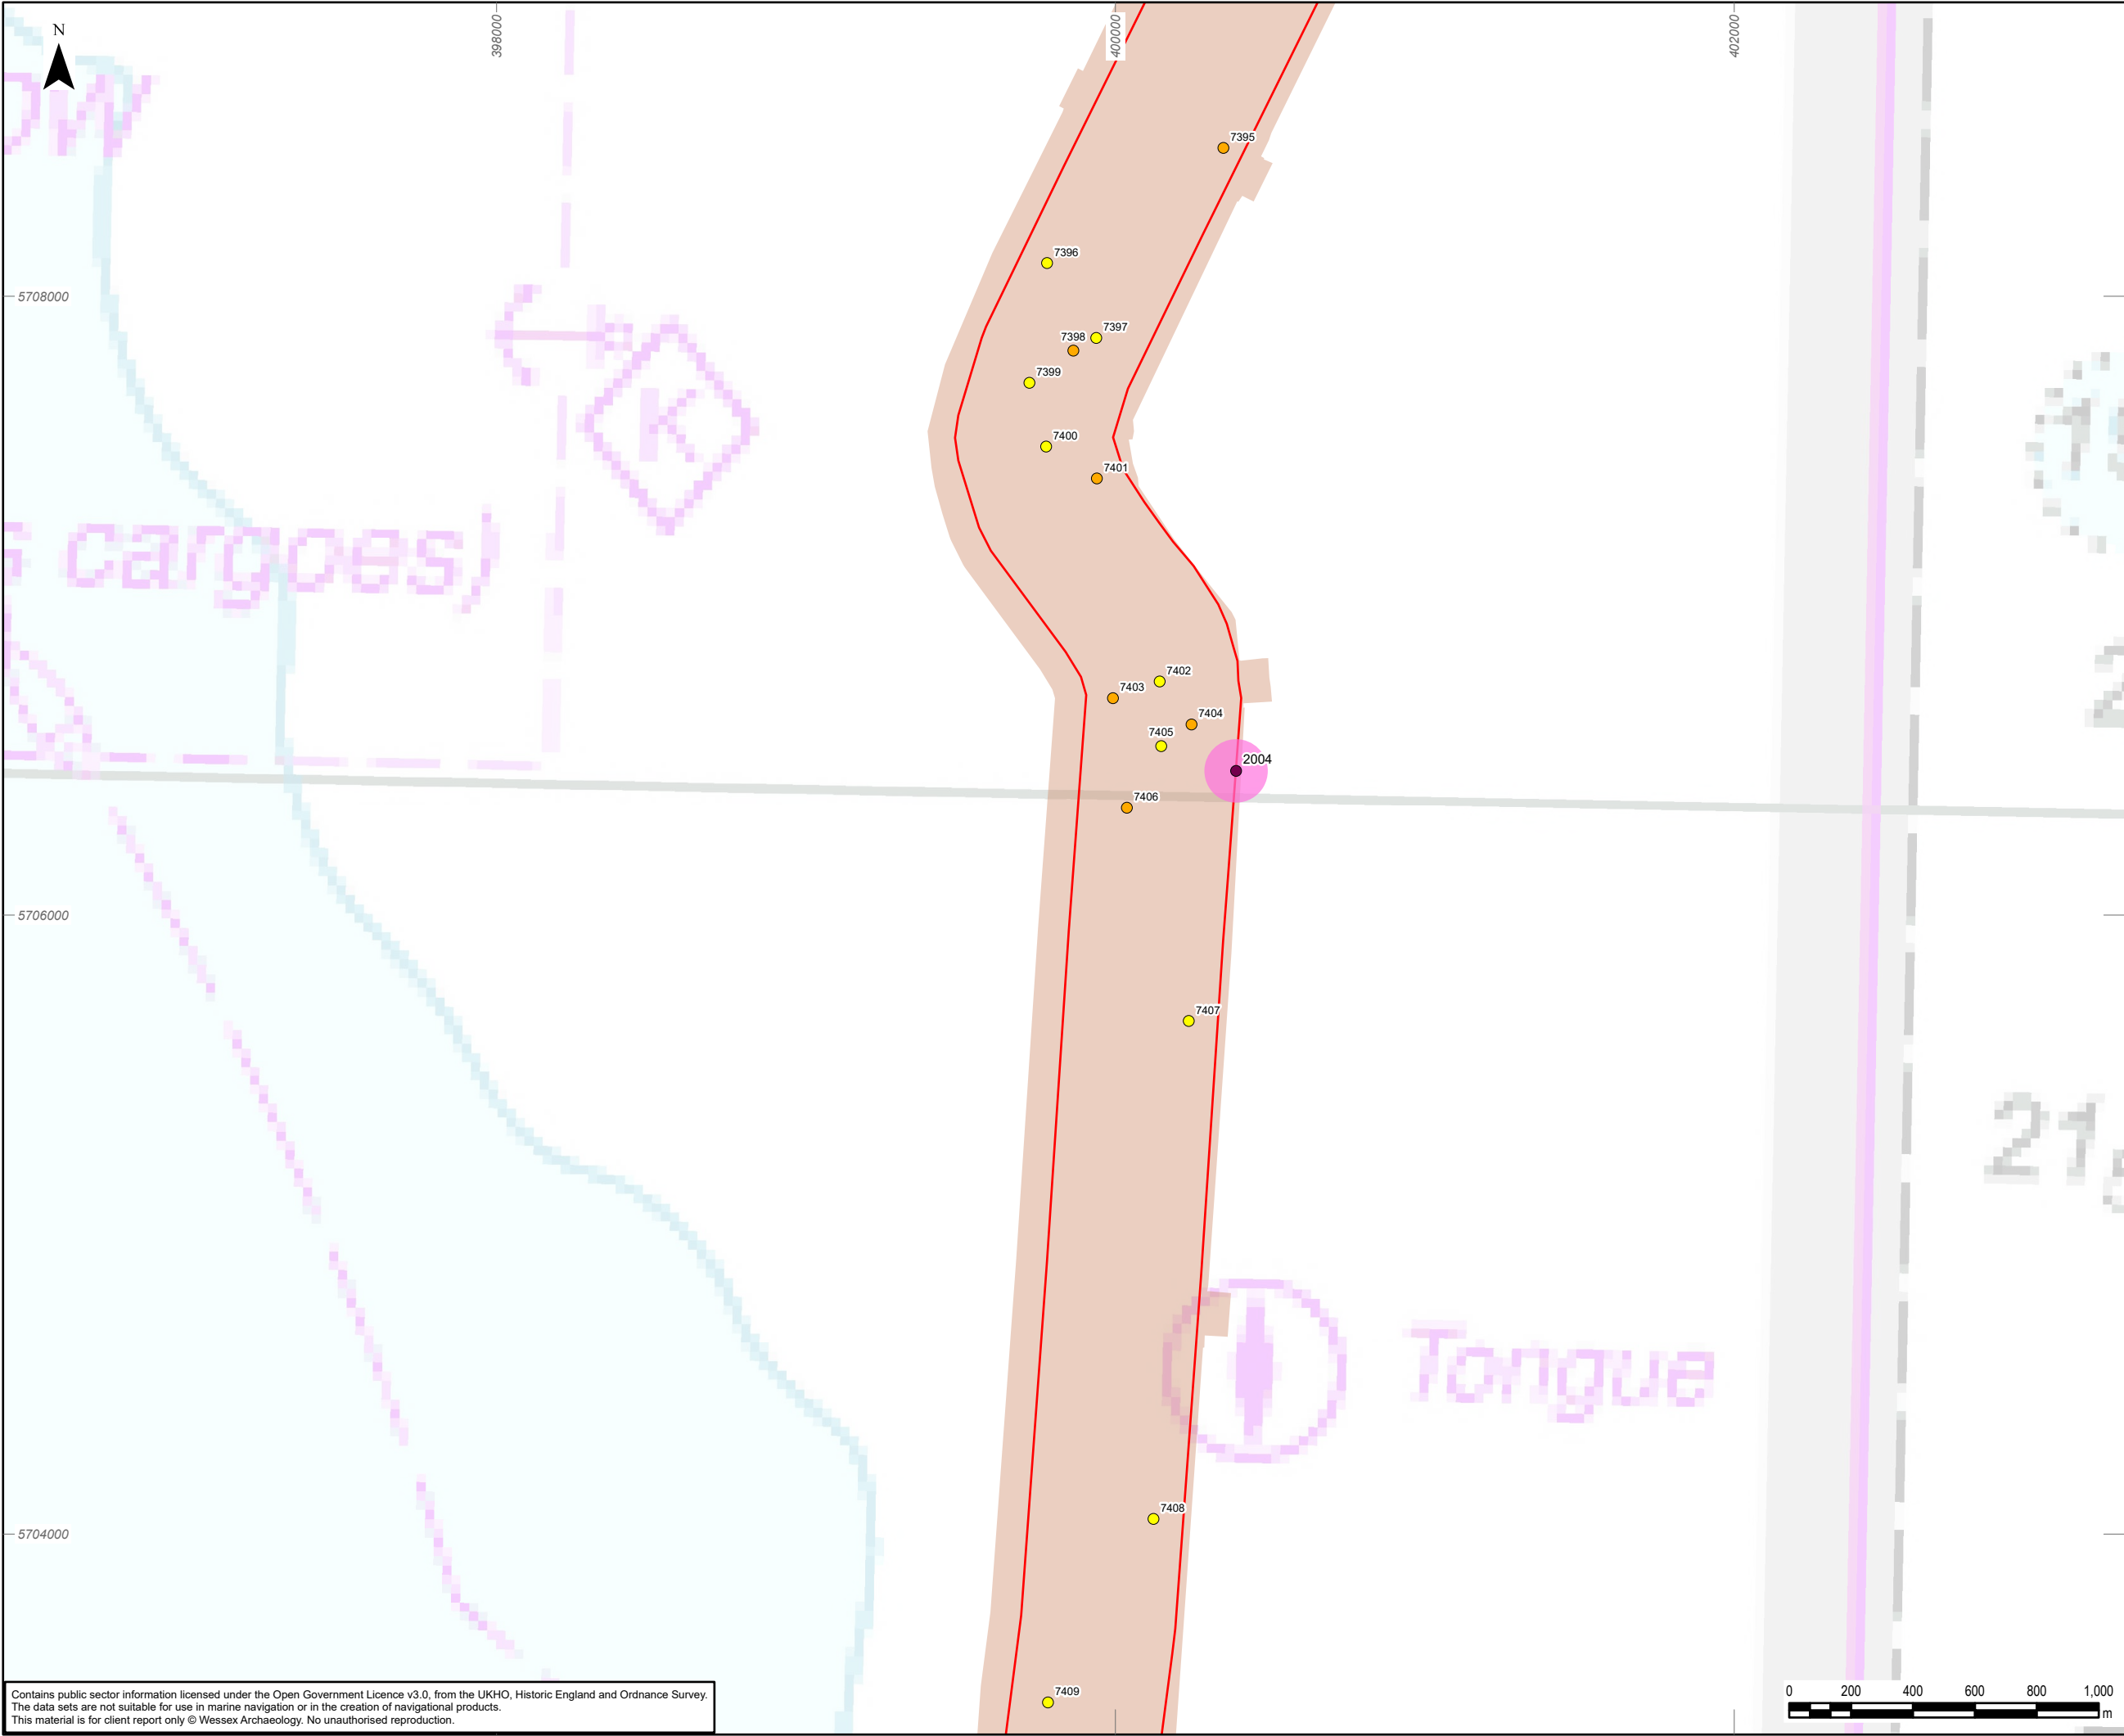 N
398000
400000
402000
7395
7396
5708000
7397
7398
7399
K
7400
7401
cargoes)
7402
7403
7404
7405
2004
7406
5706000
7407
21
Tongue
7408
5704000
7409
0 200 400 600 800 1,000
m
Contains public sector information licensed under the Open Government Licence v3.0, from the UKHO, Historic England and Ordnance Survey.
The data sets are not suitable for use in marine navigation or in the creation of navigational products.
This material is for client report only © Wessex Archaeology. No unauthorised reproduction.